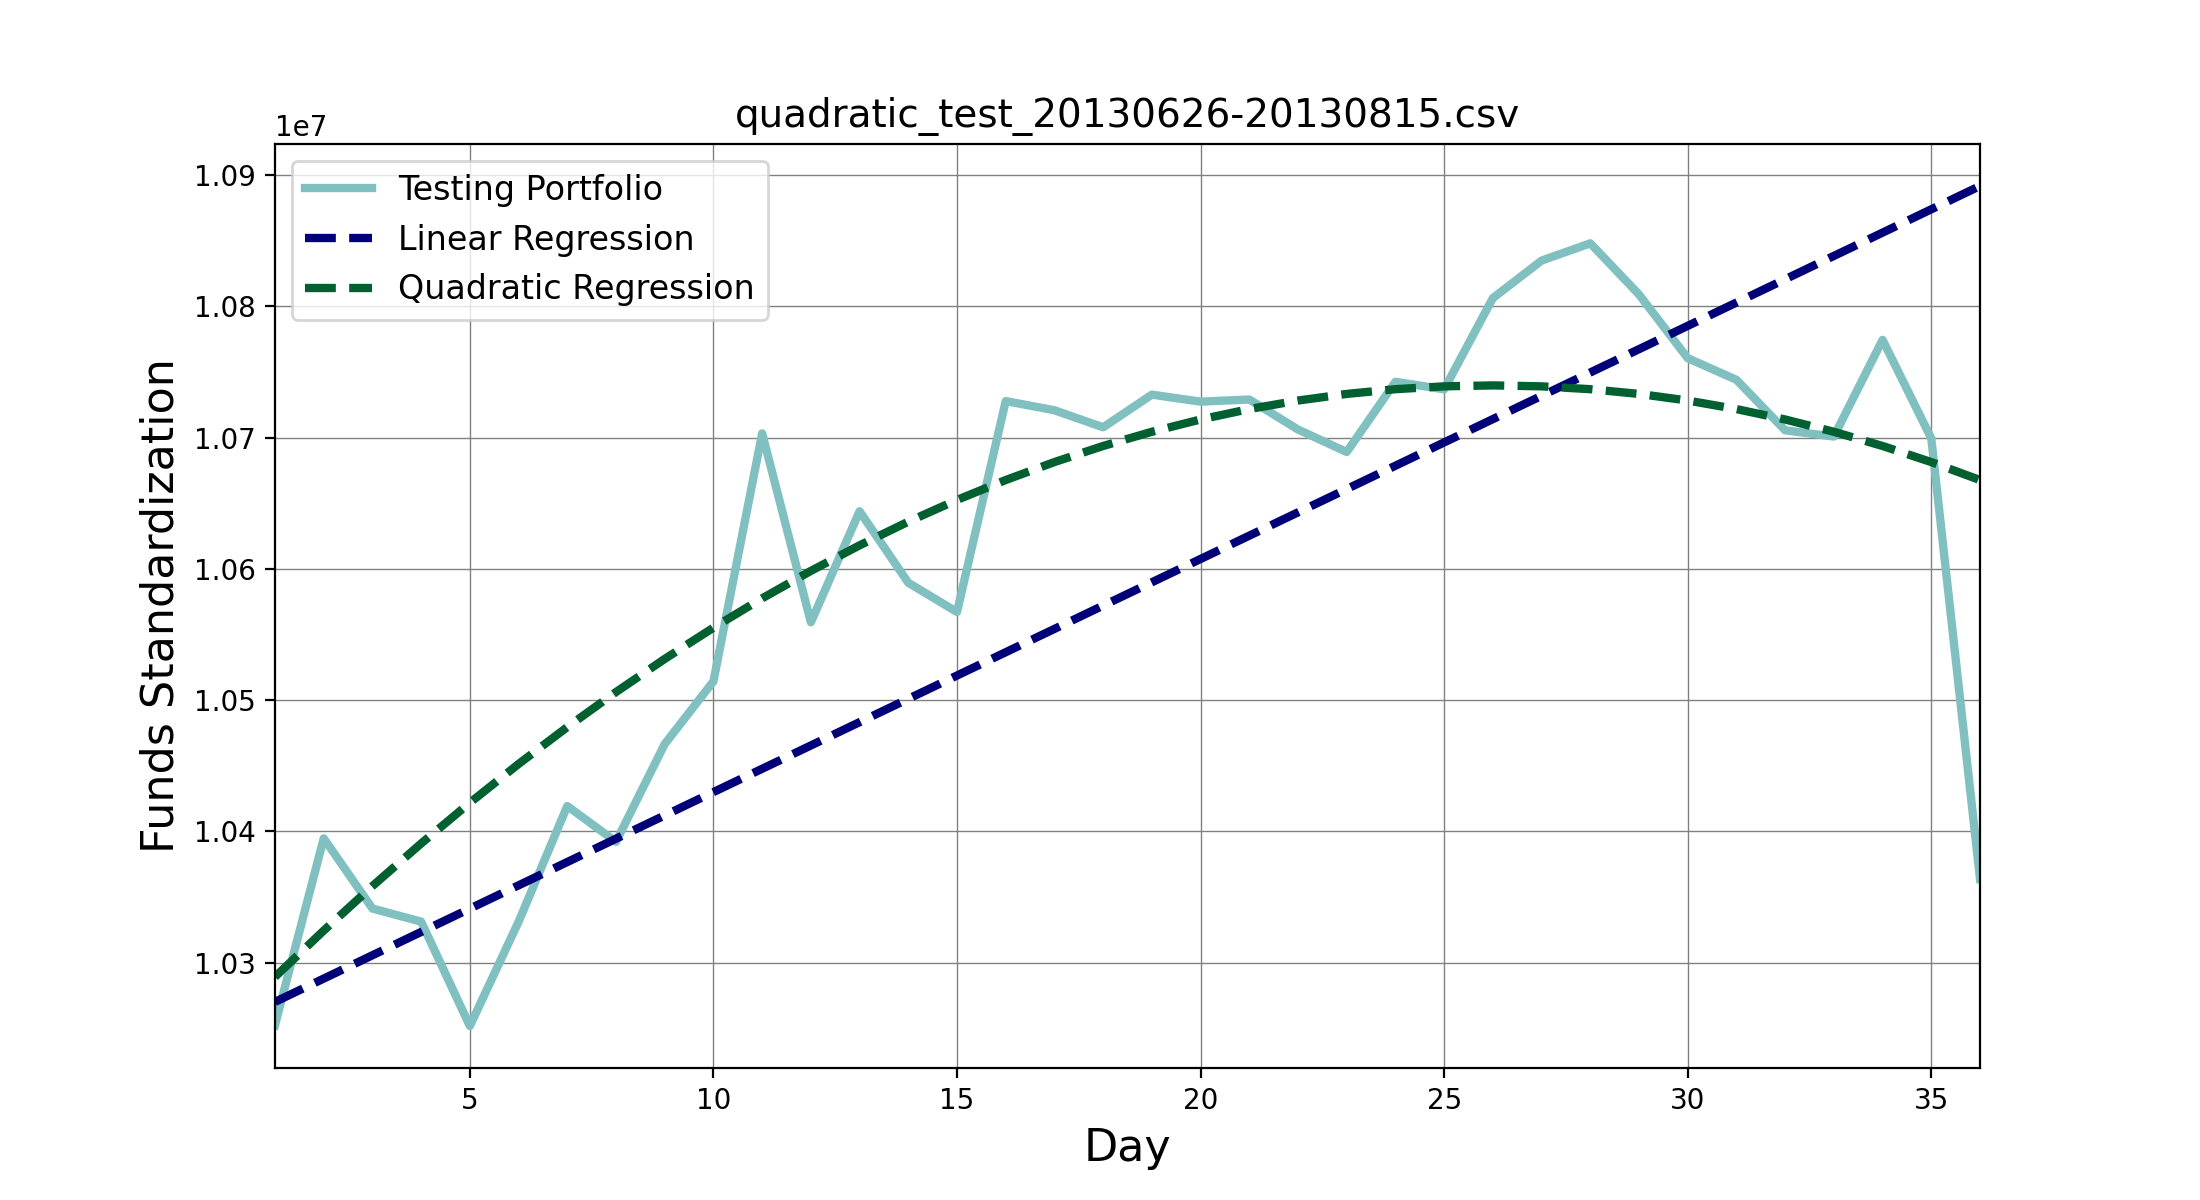 quadratic_test_20130626-20130815.csv
1e7
Testing Portfolio
Linear Regression
Quadratic Regression
1.09
1.08
1.07
1.06
1.05
1.04
1.03
Funds Standardization
5 10 15 20 25 30 35
Day